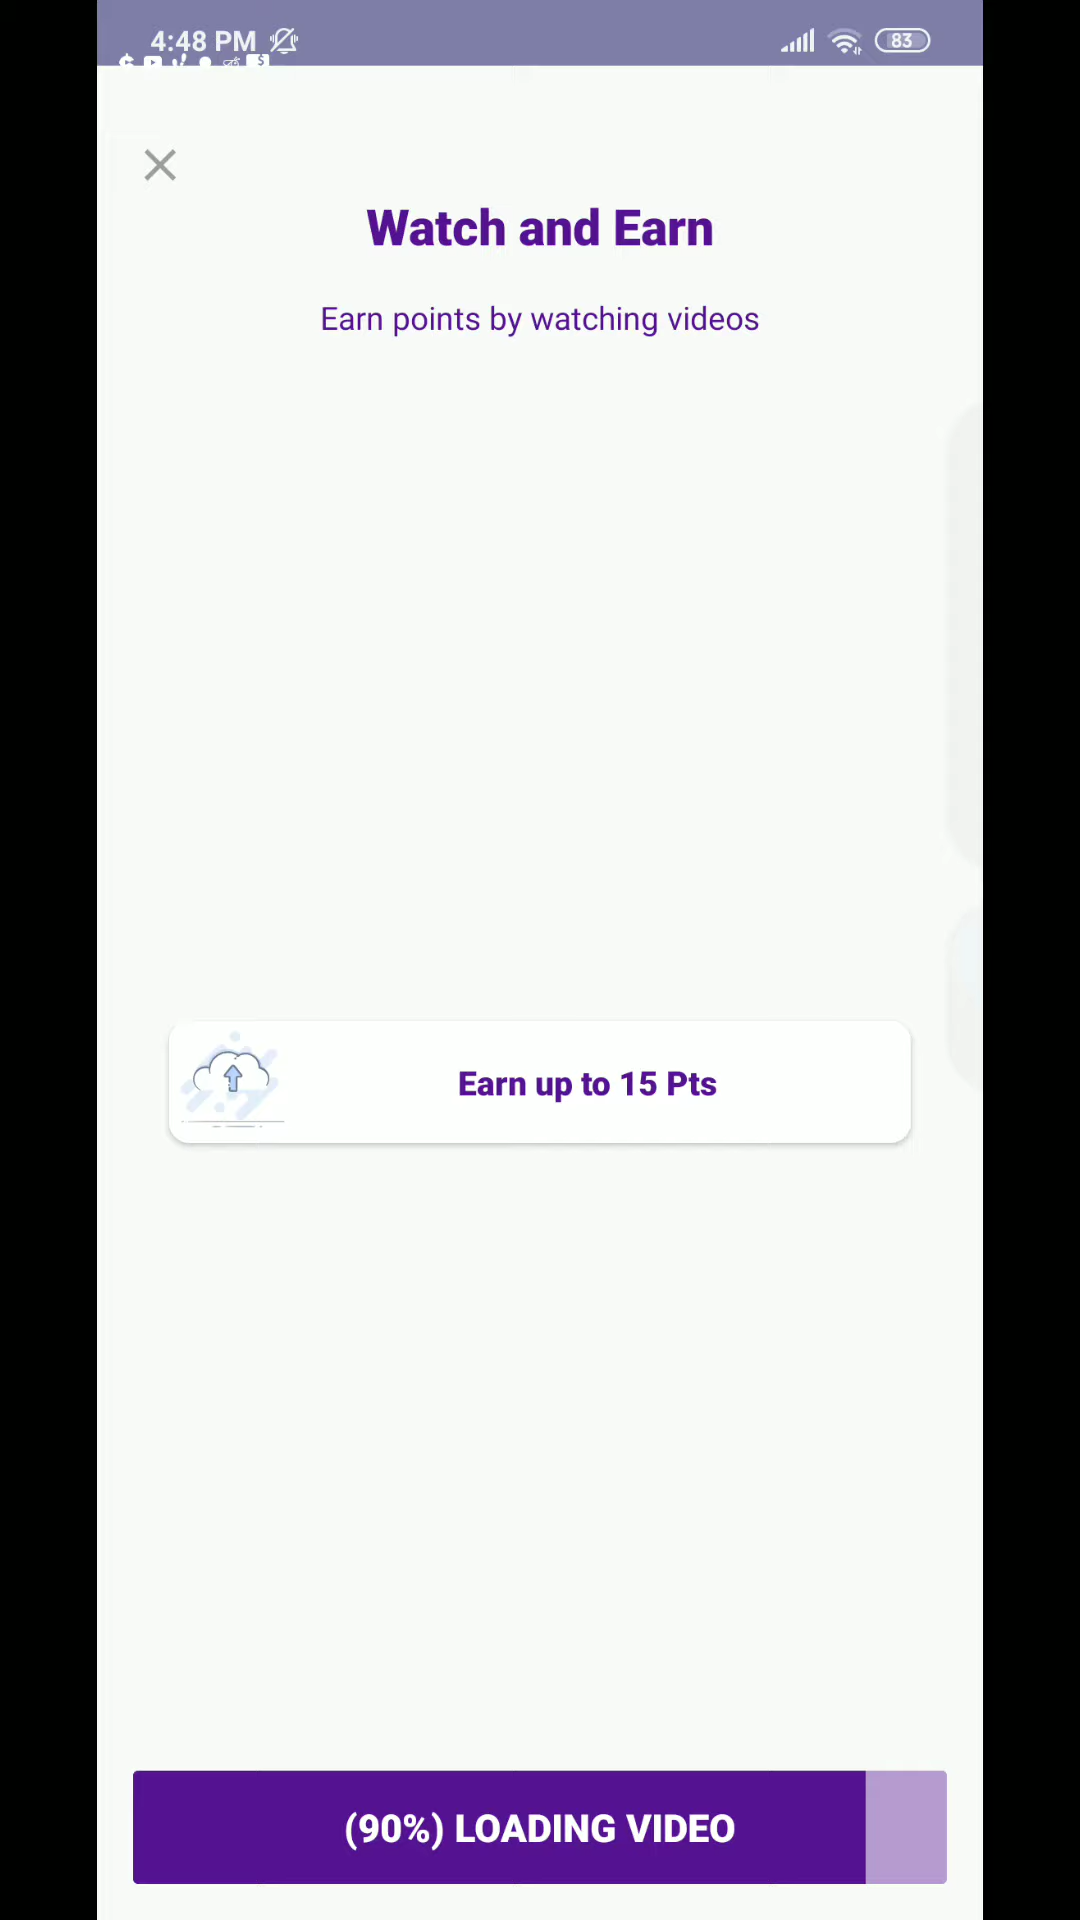 4:48 PM
83
Watch and Earn
Earn points by watching videos
Earn up to 15 Pts
(90%) LOADING VIDEO